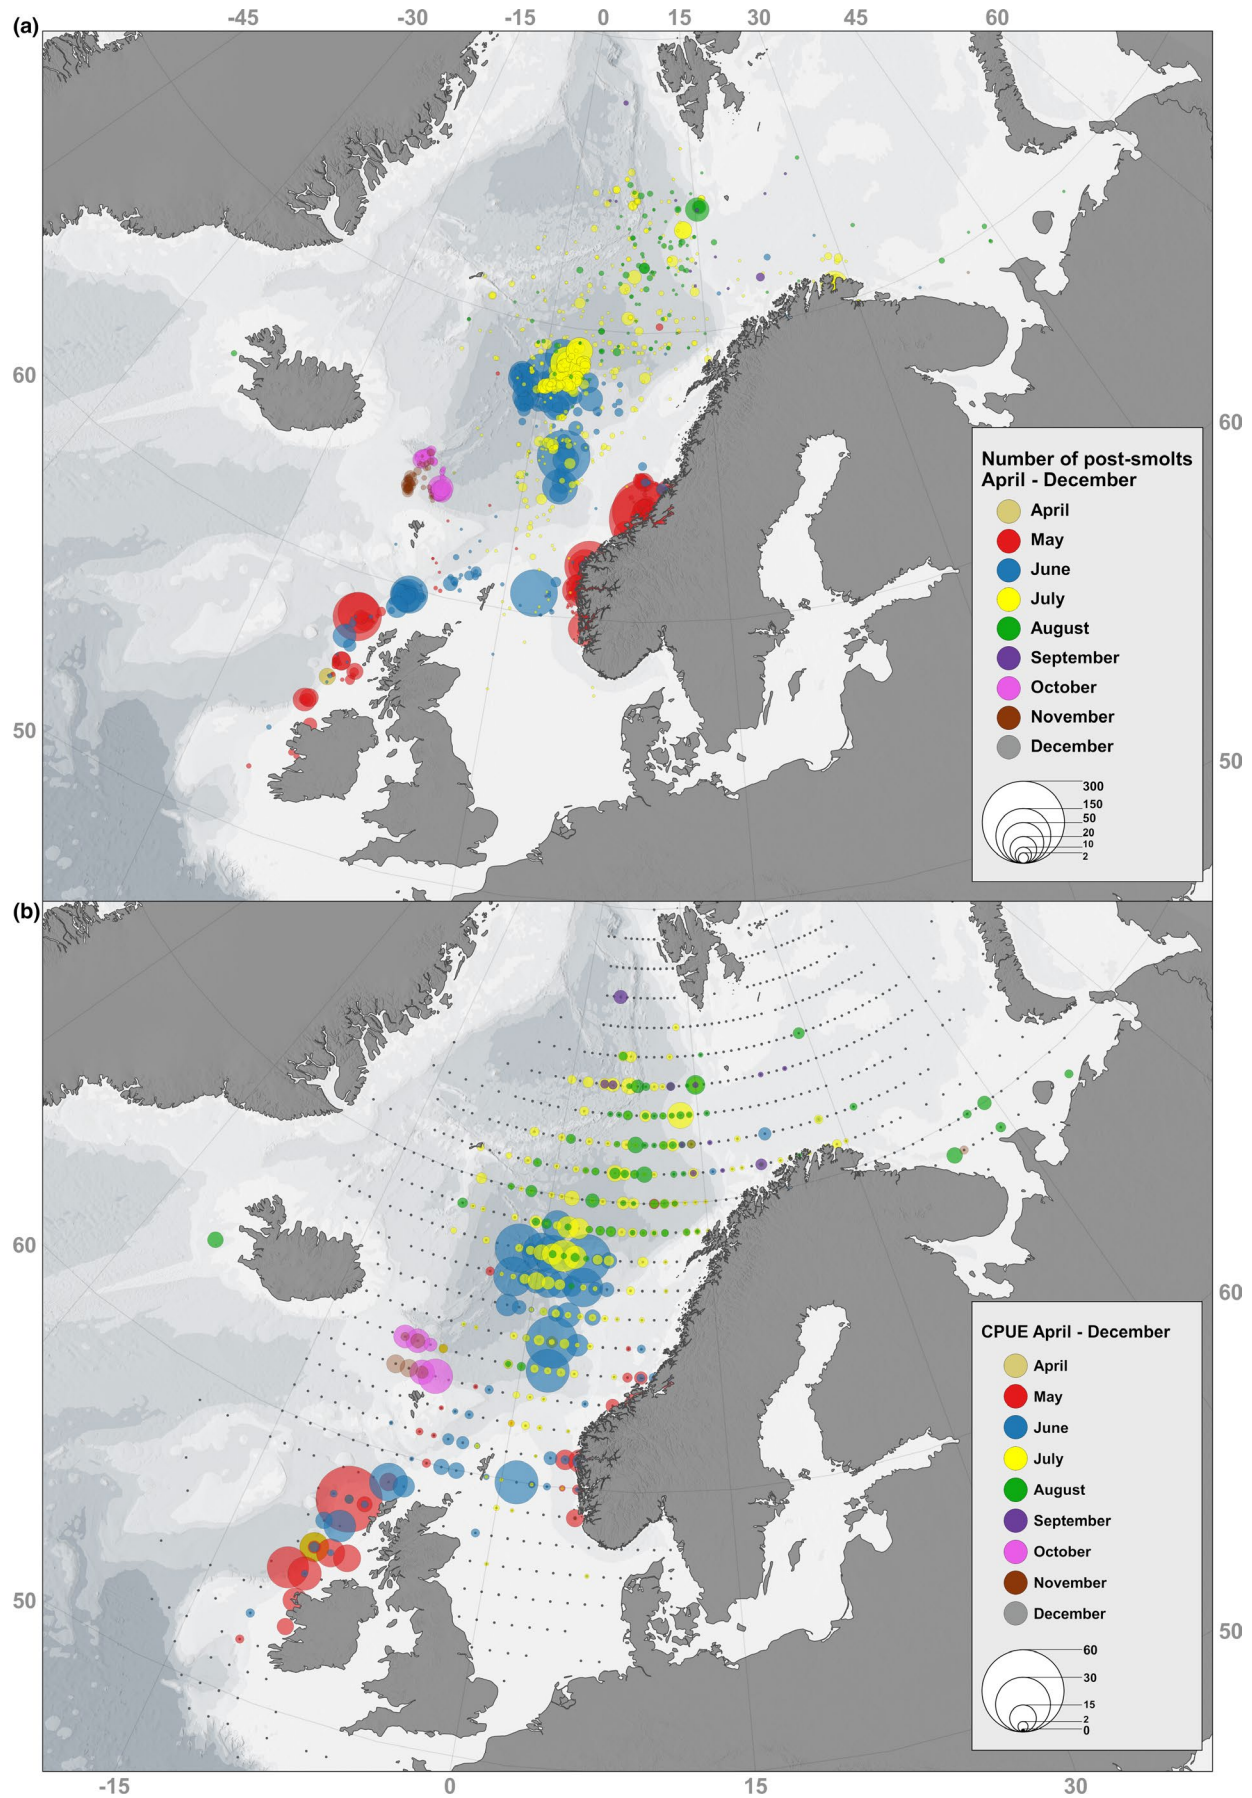 -45 -30 -15 0 15 30 45 60
(a)
60
60
50
50
Number of post-smolts
April - December
April
May
June
July
August
September
October
November
December
300
150
50
20
10
2
(b)
60
60
50
50
CPUE April - December
April
May
June
July
August
September
October
November
December
60
30
15
2
0
-15 0 15 30